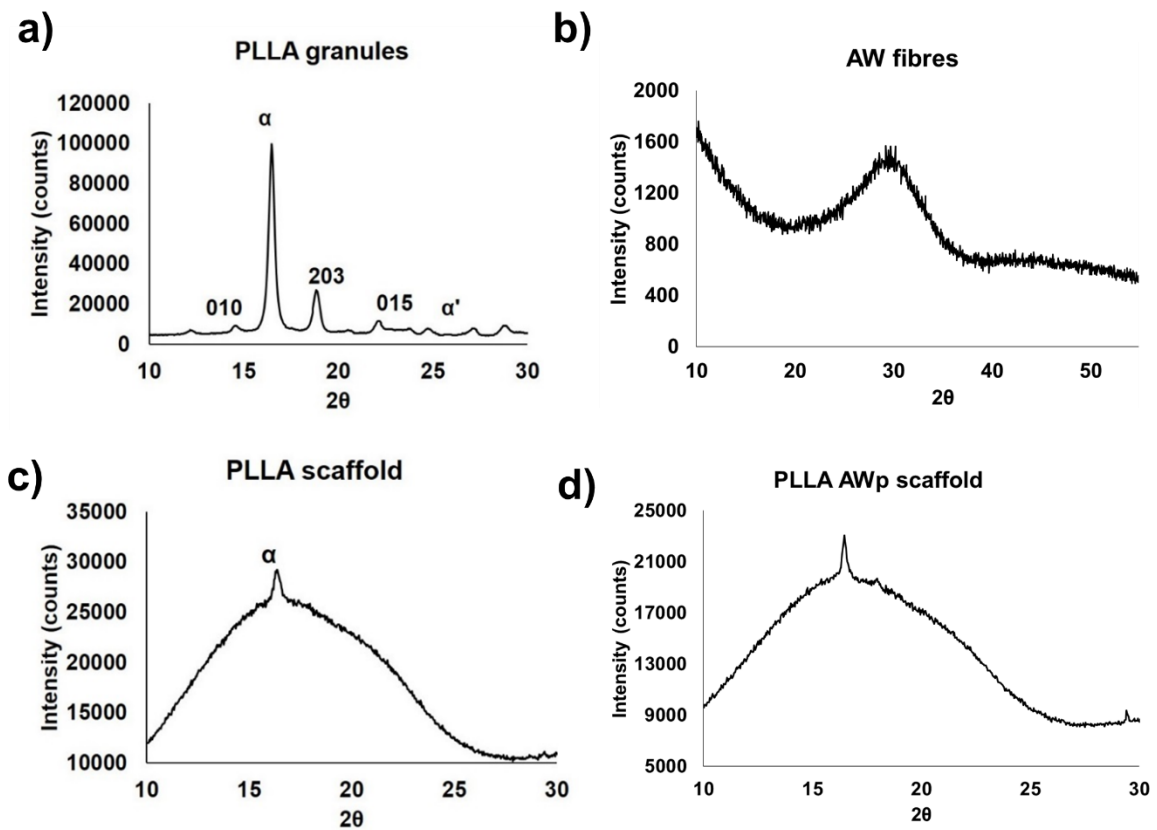 a)
PLLA granules
Intensity (counts)
120000
100000
80000
60000
40000
20000
0
α
010
203
015
α'
10 15 20 25 30
2θ
b)
AW fibres
Intensity (counts)
2000
1600
1200
800
400
0
10 20 30 40 50
2θ
c)
PLLA scaffold
Intensity (counts)
35000
30000
25000
20000
15000
10000
α
10 15 20 25 30
2θ
d)
PLLA AWp scaffold
Intensity (counts)
25000
21000
17000
13000
9000
5000
10 15 20 25 30
2θ